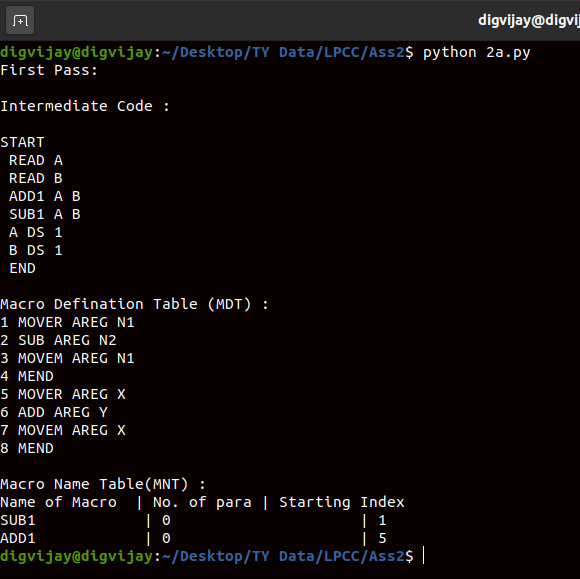 digvijay@digvij
digvijay@digvijay:~/Desktop/TY Data/LPCC/Ass2$ python 2a.py
First Pass:
Intermediate Code :
START
READ A
READ B
ADD1 A B
SUB1 A B
A DS 1
B DS 1
END
Macro Defination Table (MDT) :
1 MOVER AREG N1
2 SUB AREG N2
3 MOVEM AREG N1
4 MEND
5 MOVER AREG X
6 ADD AREG Y
7 MOVEM AREG X
8 MEND
Macro Name Table(MNT) :
Name of Macro | No. of para | Starting Index
SUB1 | 0 | 1
ADD1 | 0 | 5
digvijay@digvijay:~/Desktop/TY Data/LPCC/Ass2$